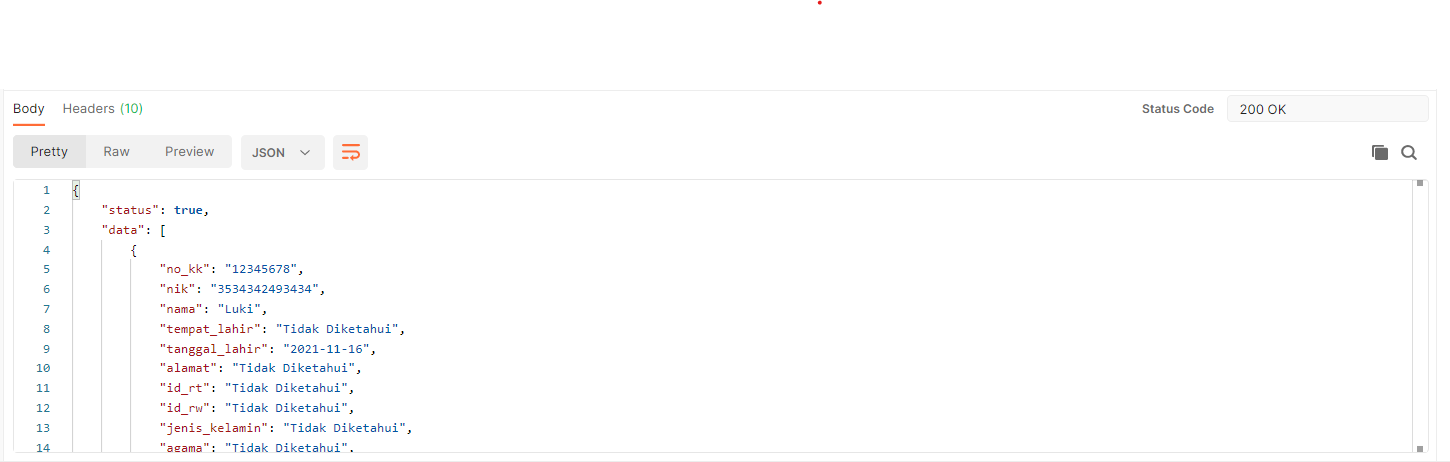 Body Headers (10) Status Code 200 OK
Pretty Raw Preview JSON
1 {
2 "status": true,
3 "data": [
4 {
5 "no_kk": "12345678",
6 "nik": "3534342493434",
7 "nama": "Luki",
8 "tempat_lahir": "Tidak Diketahui",
9 "tanggal_lahir": "2021-11-16",
10 "alamat": "Tidak Diketahui",
11 "id_rt": "Tidak Diketahui",
12 "id_rw": "Tidak Diketahui",
13 "jenis_kelamin": "Tidak Diketahui",
14 "agama": "Tidak Diketahui",